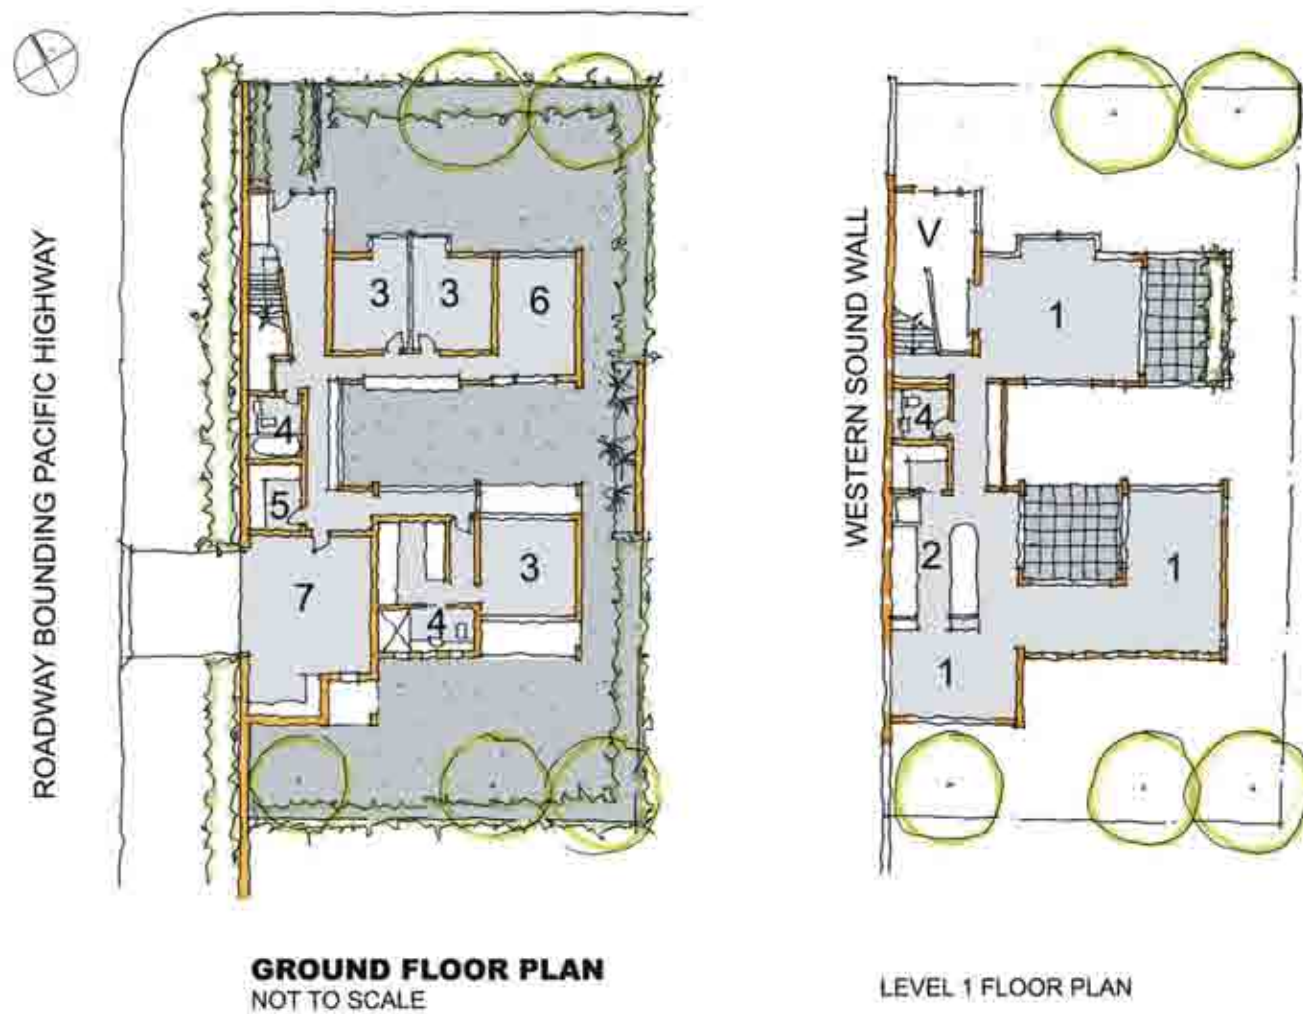 ROADWAY BOUNDING PACIFIC HIGHWAY
3
3
6
4
5
3
7
4
GROUND FLOOR PLAN
NOT TO SCALE
WESTERN SOUND WALL
V
1
4
2
1
1
LEVEL 1 FLOOR PLAN